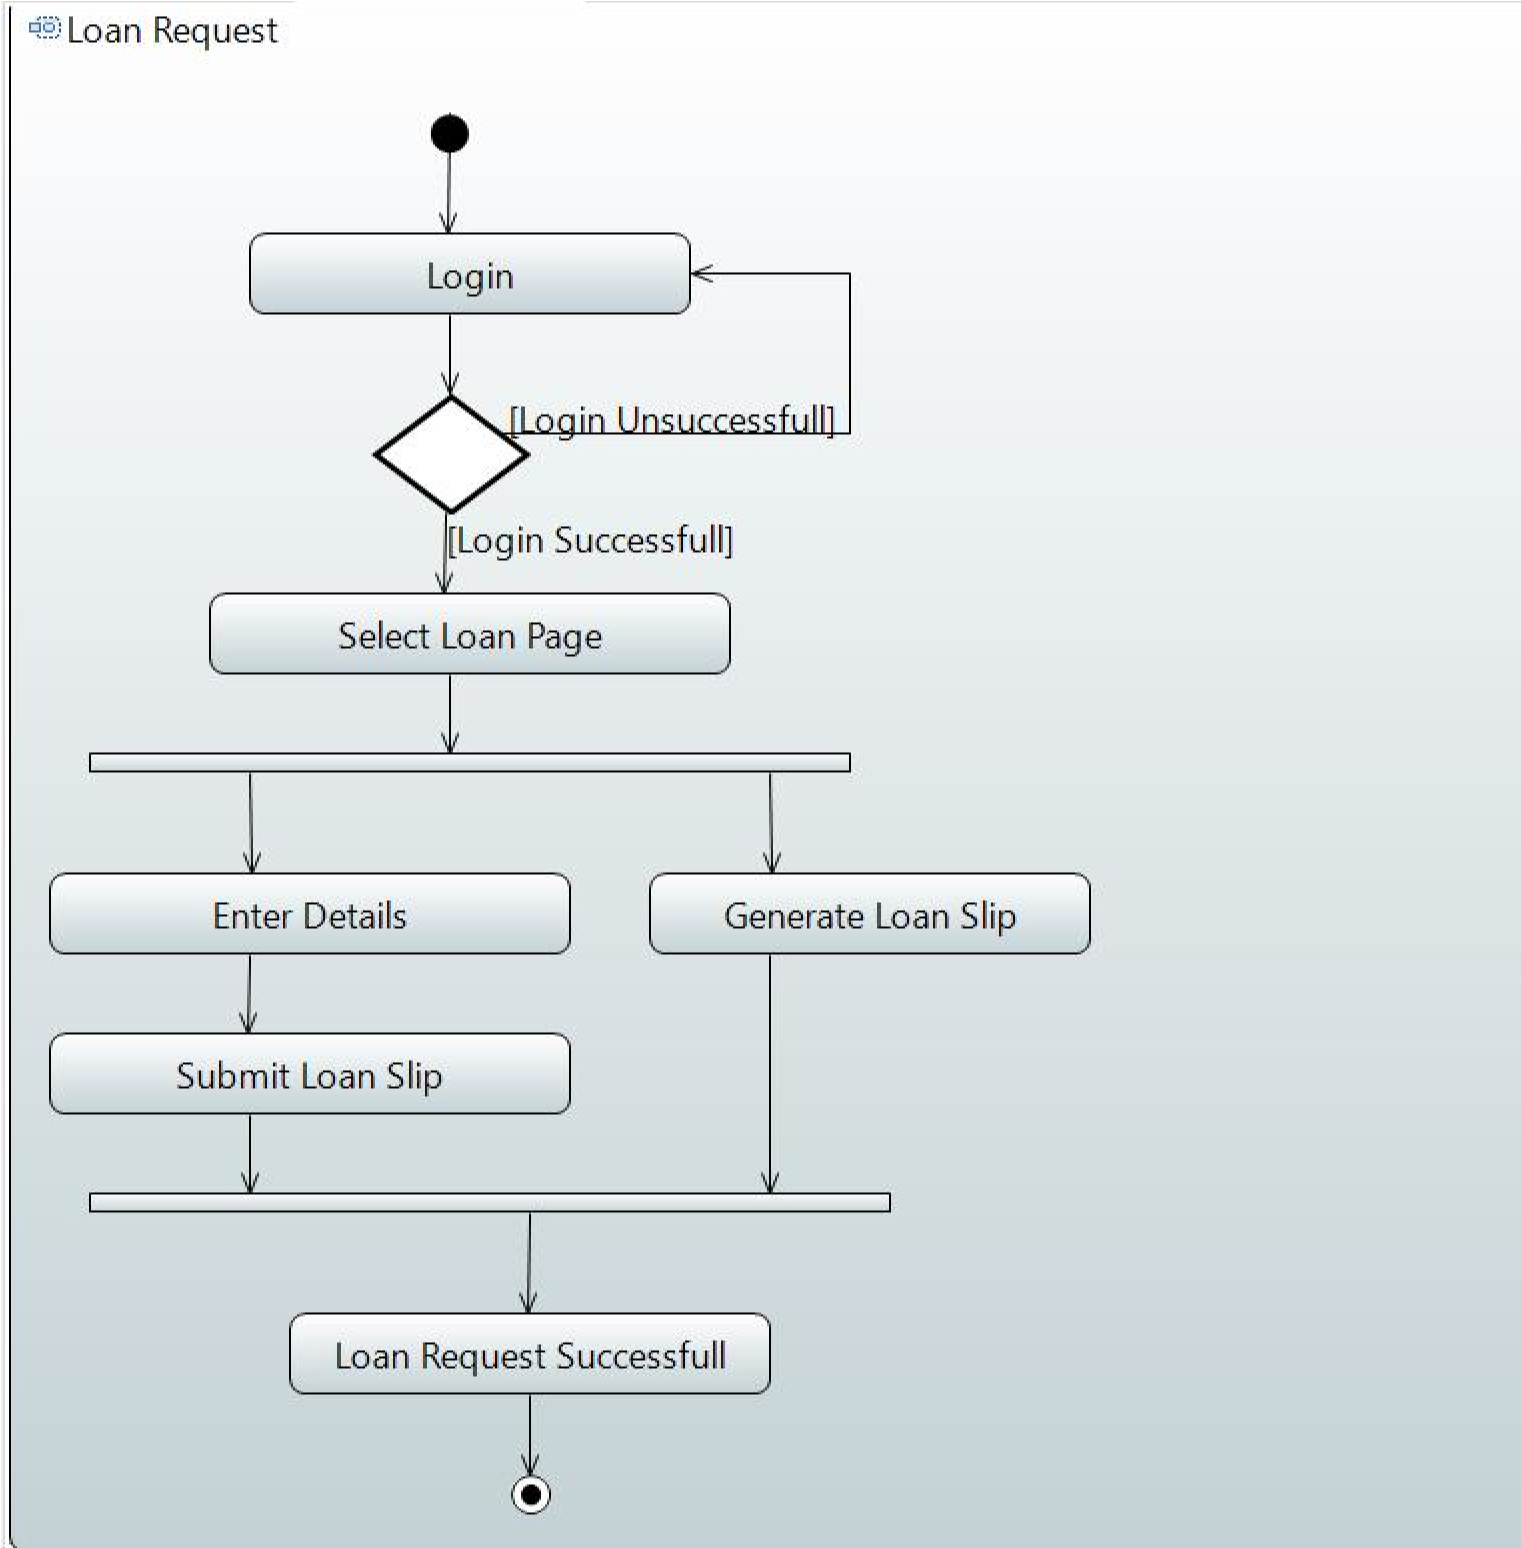 Loan Request
Login
[Login Unsuccessfull]
[Login Successfull]
Select Loan Page
Enter Details
Generate Loan Slip
Submit Loan Slip
Loan Request Successfull